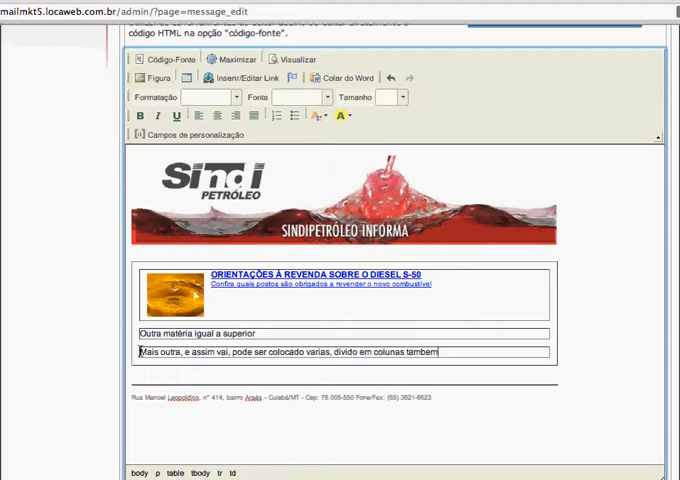 mailmkt5.locaweb.com.br/admin/?page=message_edit
código HTML na opção "código-fonte".
Código-Fonte Maximizar Visualizar
Figura Inserir/Editar Link Colar do Word
Formatação Fonte Tamanho
B I U
Campos de personalização
Sindi
PETRÓLEO
SINDIPETRÓLEO INFORMA
ORIENTAÇÕES À REVENDA SOBRE O DIESEL S-50
Confira quais postos são obrigados a revender o novo combustível!
Outra matéria igual a superior
Mais outra, e assim vai, pode ser colocado varias, divido em colunas tambem
Rua Manoel Leopoldino, n° 414, bairro Araés - Cuiabá/MT - Cep: 78.005-550 Fone/Fax: (65) 3621-6623
body p table tbody tr td